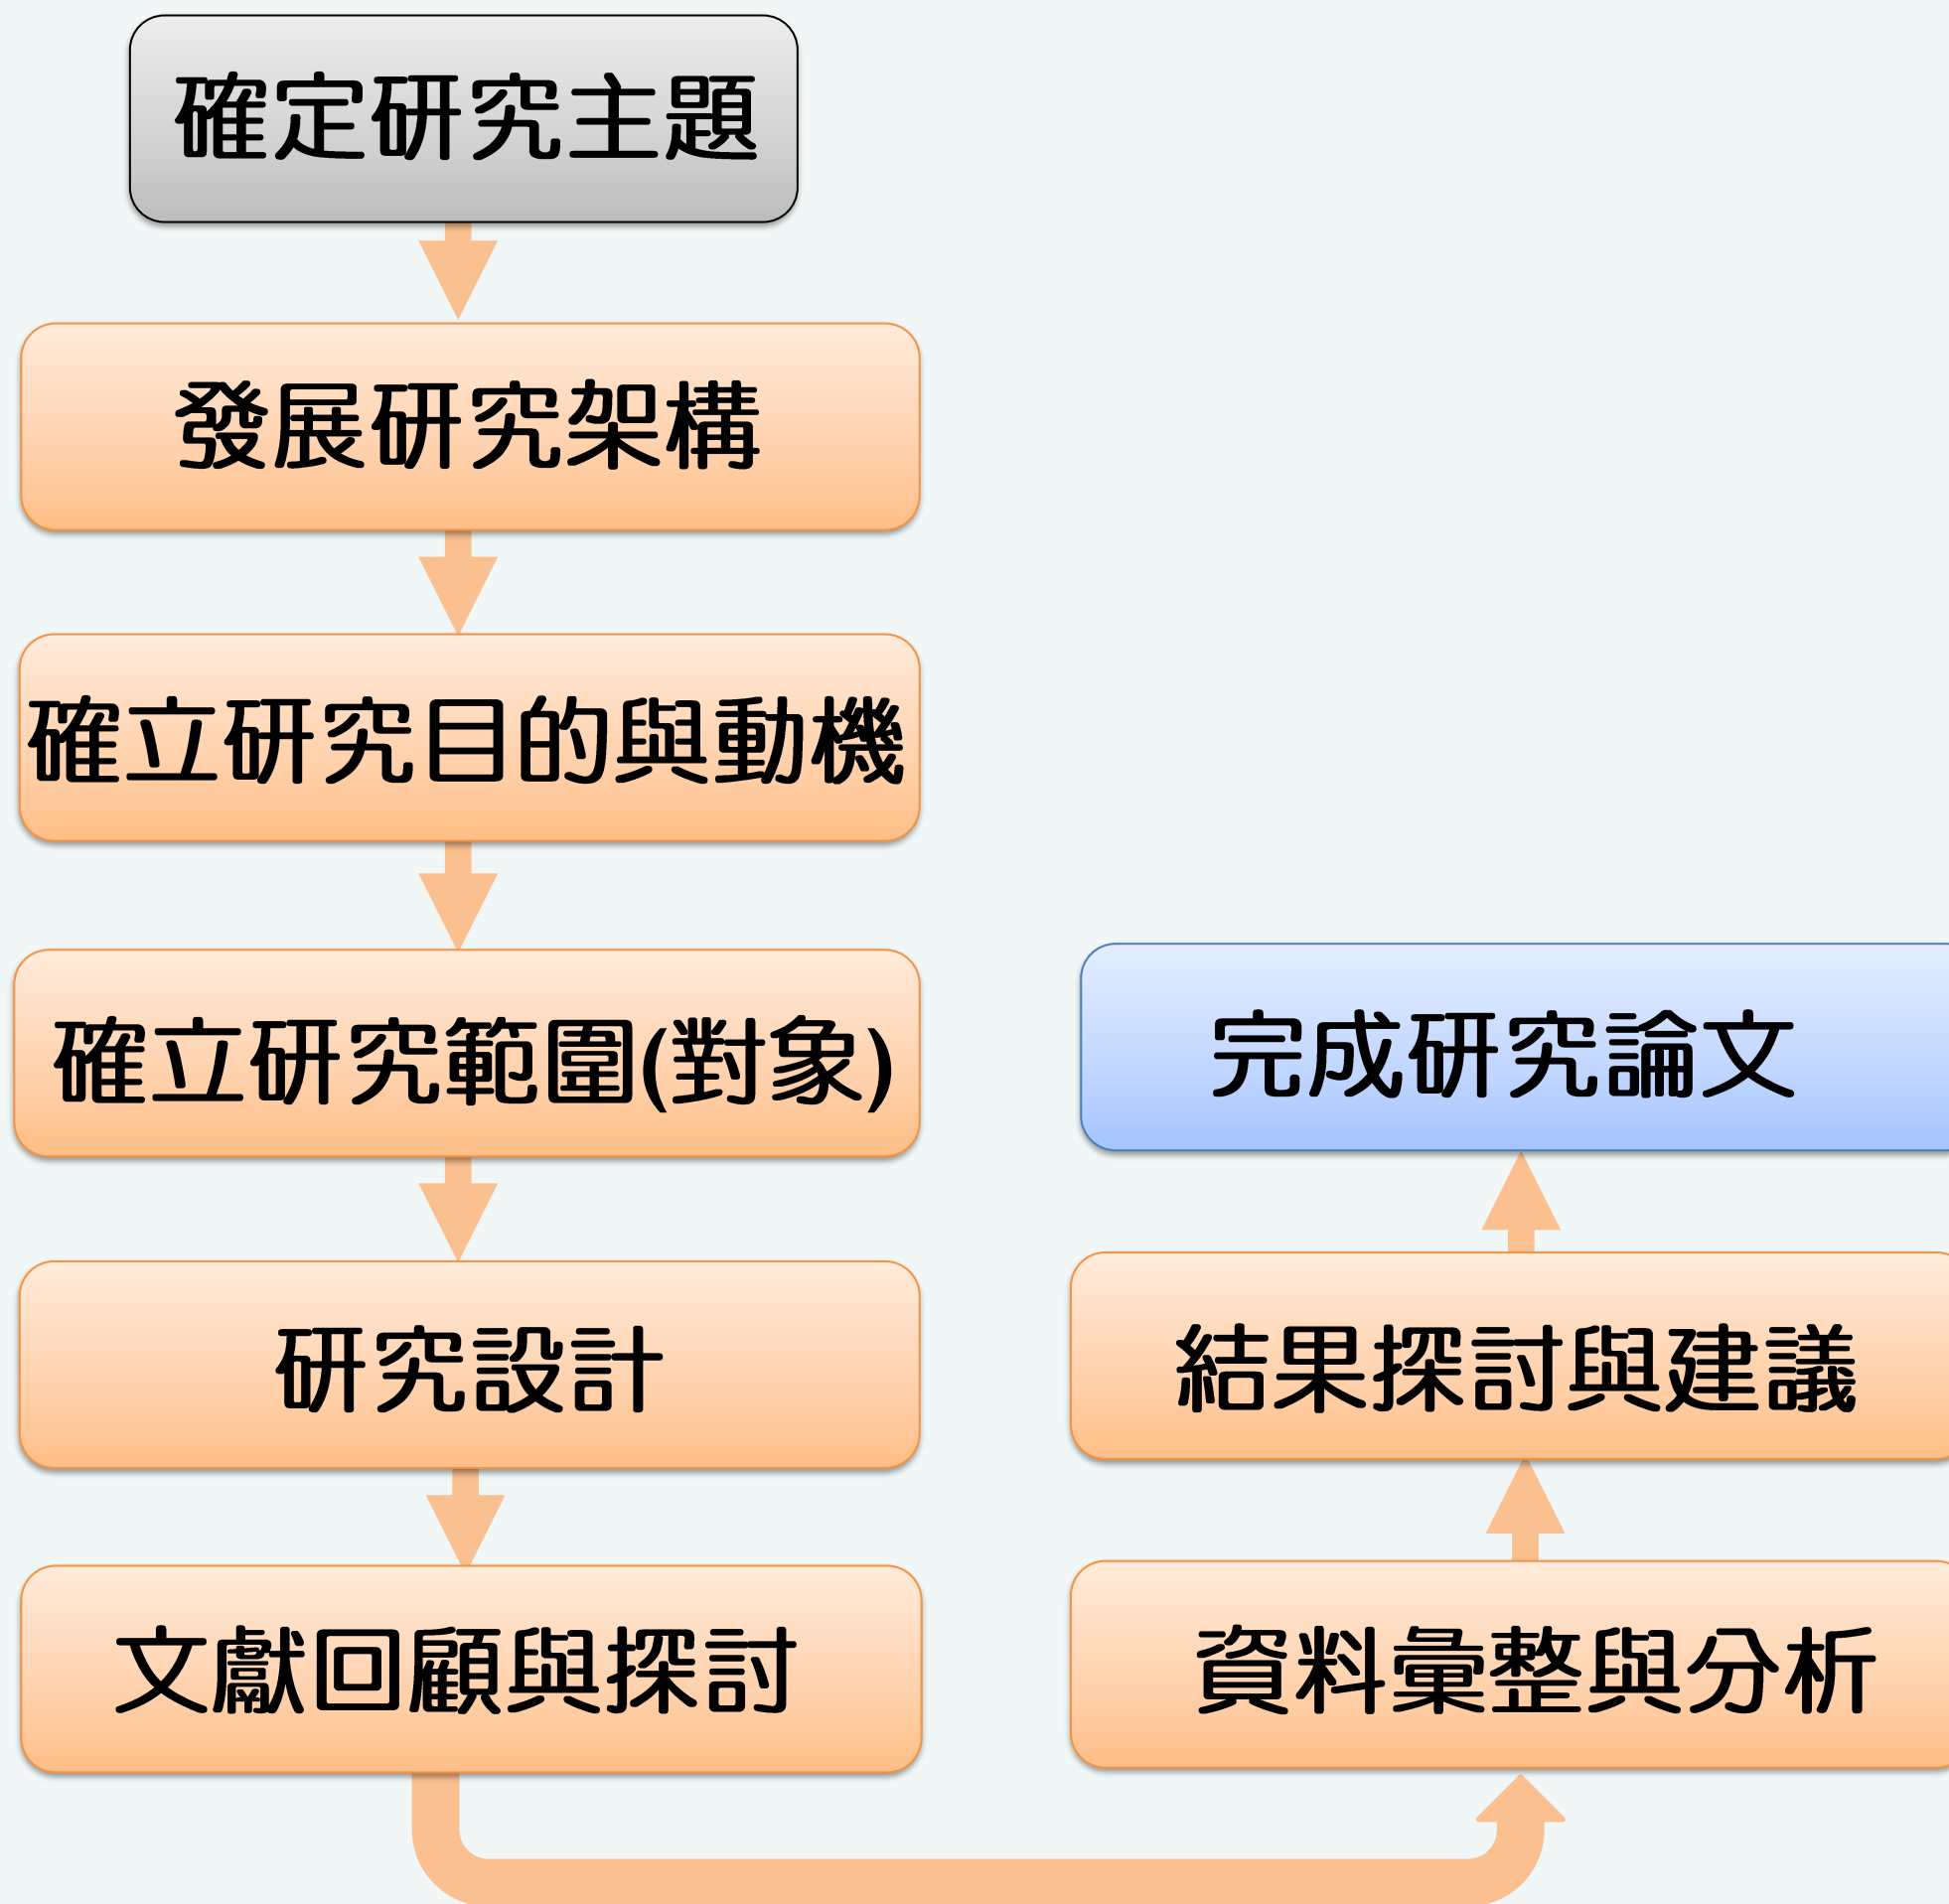 確定研究主題
發展研究架構
確立研究目的與動機
確立研究範圍(對象)
研究設計
文獻回顧與探討
資料彙整與分析
結果探討與建議
完成研究論文